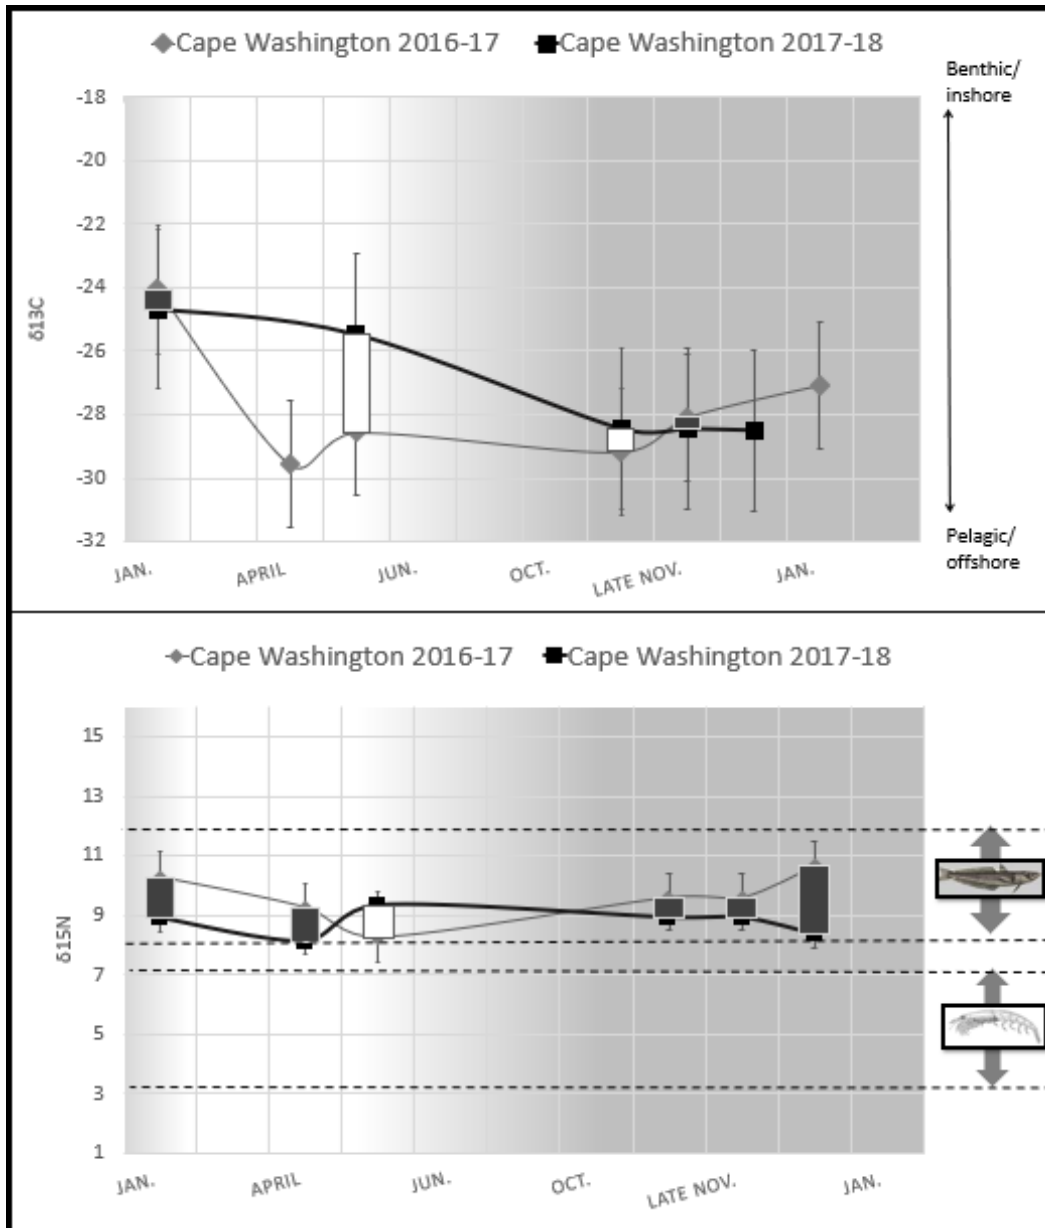 Cape Washington 2016-17 Cape Washington 2017-18
Benthic/
inshore
-18
-20
-22
-24
-26
-28
-30
-32
δ13C
JAN. APRIL JUN. OCT. LATE NOV. JAN.
Pelagic/
offshore
Cape Washington 2016-17 Cape Washington 2017-18
15
13
11
9
7
5
3
1
δ15N
JAN. APRIL JUN. OCT. LATE NOV. JAN.